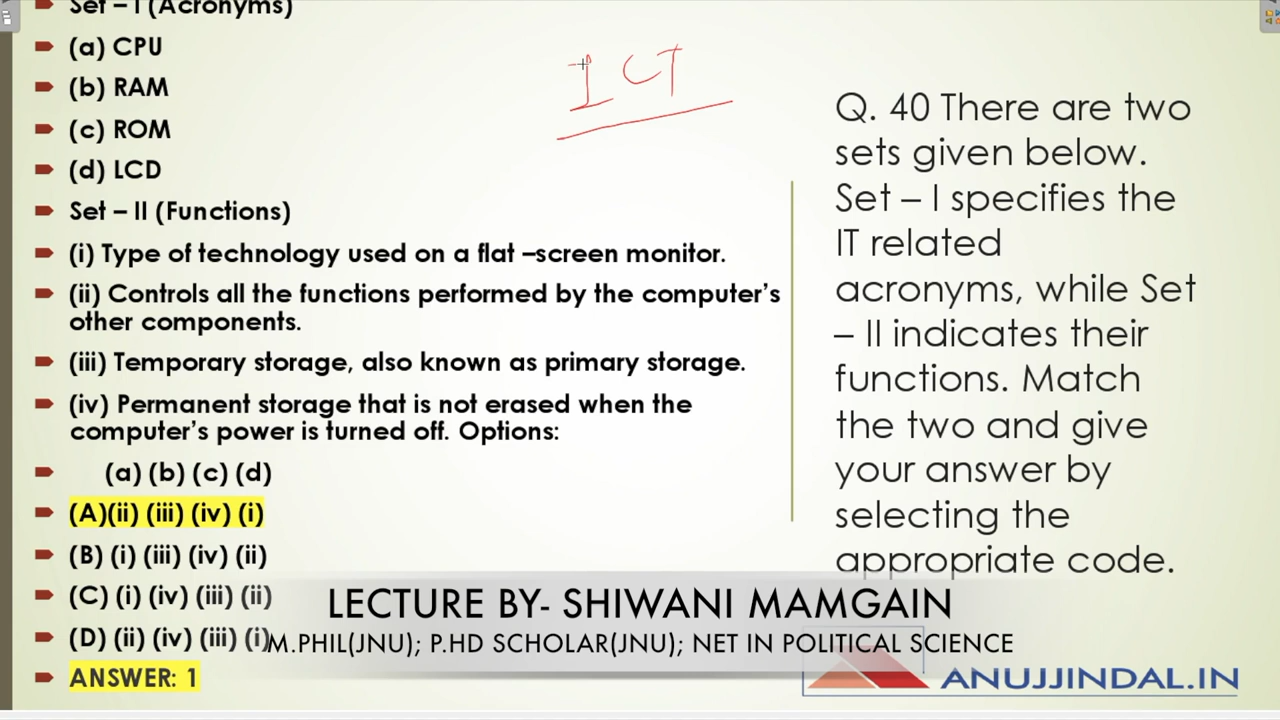 Set – I (Acronyms)
(a) CPU
(b) RAM
(c) ROM
(d) LCD
Set – II (Functions)
(i) Type of technology used on a flat –screen monitor.
(ii) Controls all the functions performed by the computer's
other components.
(iii) Temporary storage, also known as primary storage.
(iv) Permanent storage that is not erased when the
computer's power is turned off. Options:
(a) (b) (c) (d)
(A)(ii) (iii) (iv) (i)
(B) (i) (iii) (iv) (ii)
(C) (i) (iv) (iii) (ii)
(D) (ii) (iv) (iii) (i)
ANSWER: 1
ICT
Q. 40 There are two
sets given below.
Set – I specifies the
IT related
acronyms, while Set
– II indicates their
functions. Match
the two and give
your answer by
selecting the
appropriate code.
LECTURE BY- SHIWANI MAMGAIN
M.PHIL(JNU); P.HD SCHOLAR(JNU); NET IN POLITICAL SCIENCE
ANUJJINDAL.IN